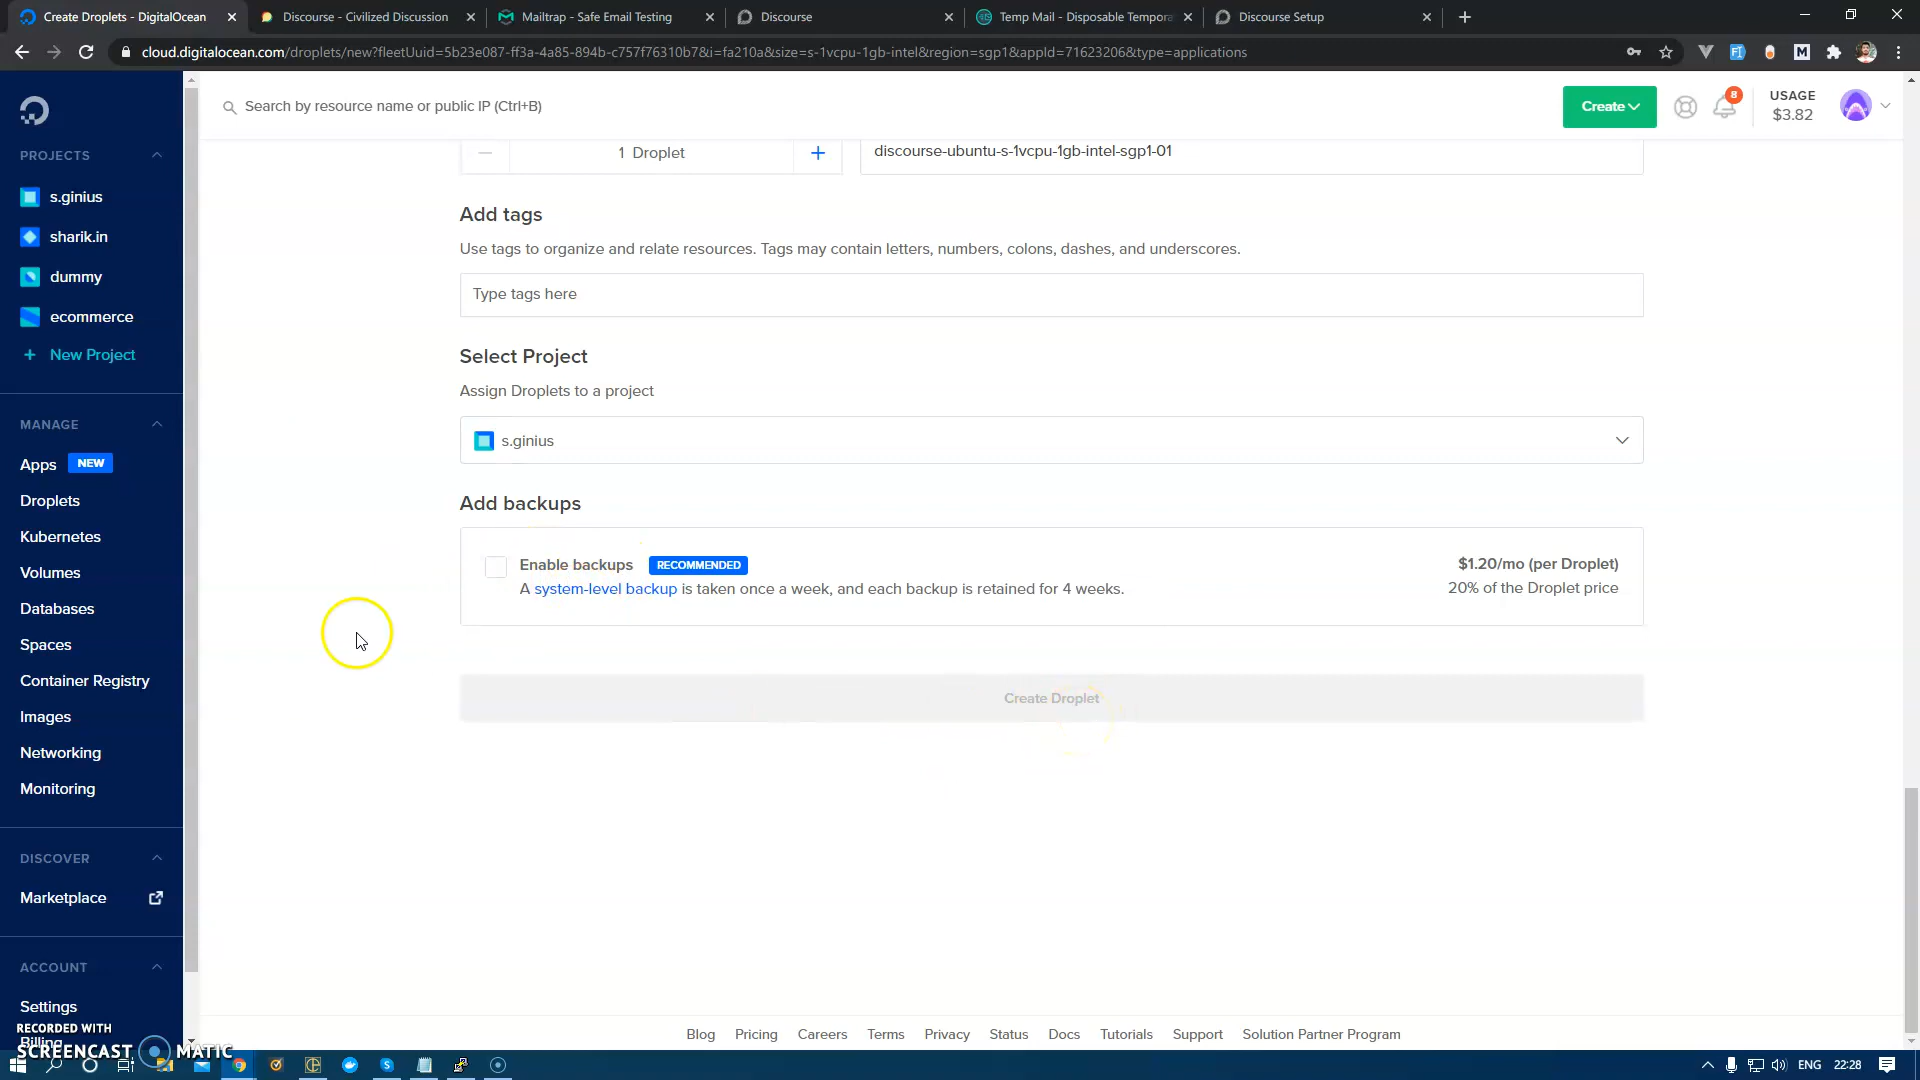 Create Droplets - DigitalOcean
Discourse - Civilized Discussion
Mailtrap - Safe Email Testing
Discourse
Temp Mail - Disposable Tempora
Discourse Setup
cloud.digitalocean.com/droplets/new?fleetUuid=5b23e087-ff3a-4a85-894b-c757f76310b7&i=fa210a&size=s-1vcpu-1gb-intel&region=sgp1&appId=71623206&type=applications
Search by resource name or public IP (Ctrl+B)
Create
8
USAGE
$3.82
PROJECTS
s.ginius
sharik.in
dummy
ecommerce
+ New Project
MANAGE
Apps NEW
Droplets
Kubernetes
Volumes
Databases
Spaces
Container Registry
Images
Networking
Monitoring
DISCOVER
Marketplace
ACCOUNT
Settings
Billing
1 Droplet
discourse-ubuntu-s-1vcpu-1gb-intel-sgp1-01
Add tags
Use tags to organize and relate resources. Tags may contain letters, numbers, colons, dashes, and underscores.
Type tags here
Select Project
Assign Droplets to a project
s.ginius
Add backups
Enable backups RECOMMENDED
$1.20/mo (per Droplet)
A system-level backup is taken once a week, and each backup is retained for 4 weeks.
20% of the Droplet price
Create Droplet
Blog Pricing Careers Terms Privacy Status Docs Tutorials Support Solution Partner Program
RECORDED WITH
SCREENCAST MATIC
ENG 22:28